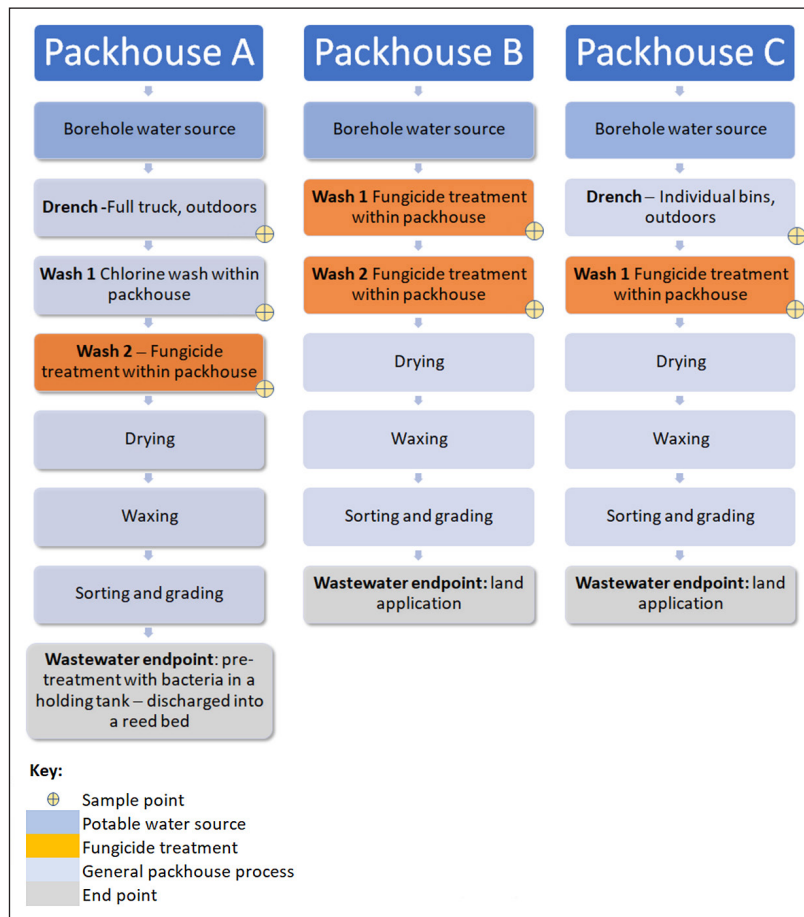 Packhouse A
Borehole water source
Drench -Full truck, outdoors
Wash 1 Chlorine wash within
packhouse
Wash 2 – Fungicide
treatment within packhouse
Drying
Waxing
Sorting and grading
Wastewater endpoint: pre-
treatment with bacteria in a
holding tank – discharged into
a reed bed
Packhouse B
Borehole water source
Wash 1 Fungicide treatment
within packhouse
Wash 2 Fungicide treatment
within packhouse
Drying
Waxing
Sorting and grading
Wastewater endpoint: land
application
Packhouse C
Borehole water source
Drench – Individual bins,
outdoors
Wash 1 Fungicide treatment
within packhouse
Drying
Waxing
Sorting and grading
Wastewater endpoint: land
application
Key:
Sample point
Potable water source
Fungicide treatment
General packhouse process
End point